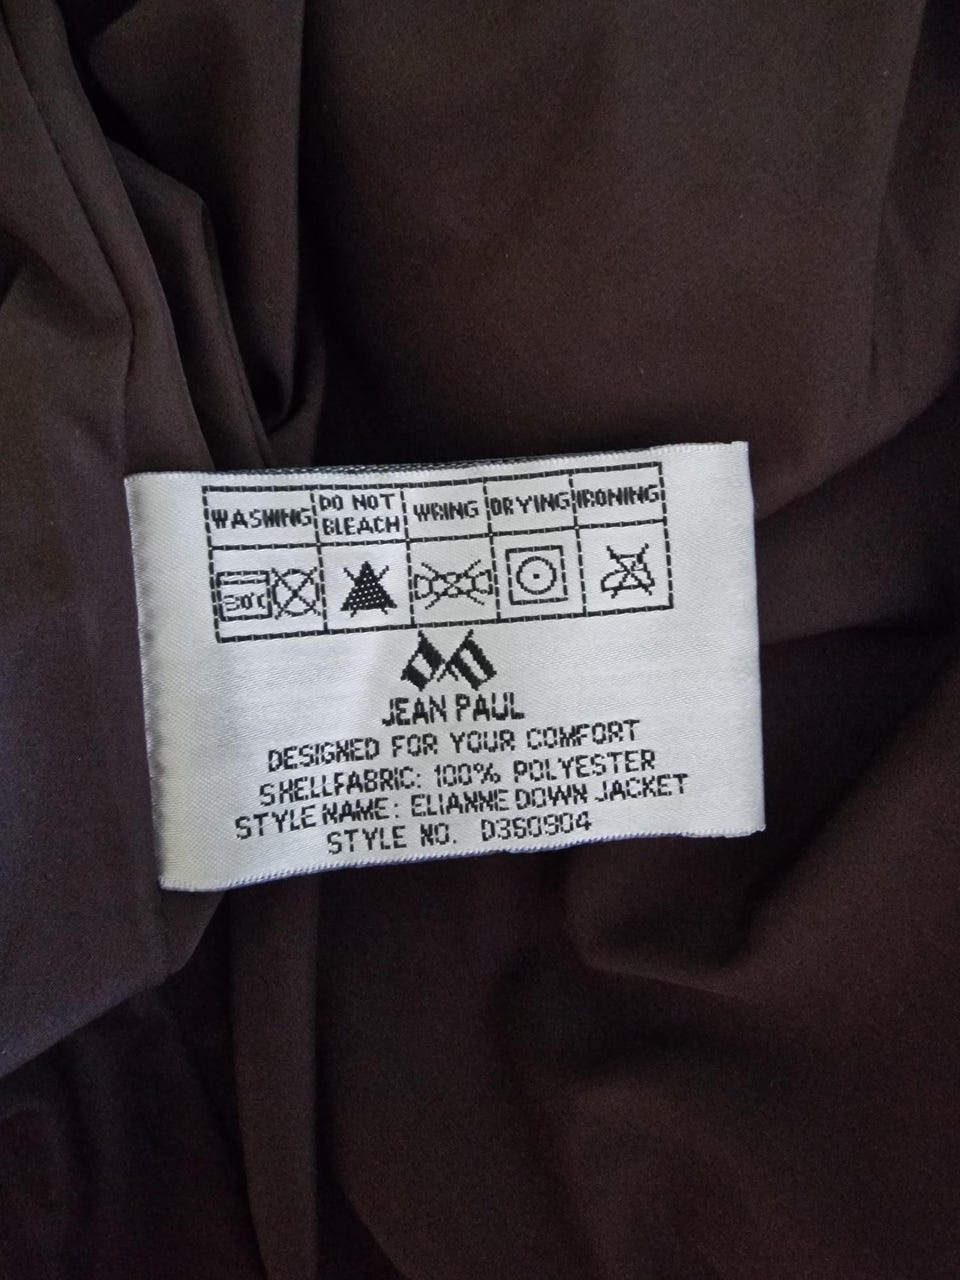 WASHING DO NOT BLEACH WRING DRYING IRONING
30°C
JEAN PAUL
DESIGNED FOR YOUR COMFORT
SHELLFABRIC: 100% POLYESTER
STYLE NAME: ELIANNE DOWN JACKET
STYLE NO. D3S0904